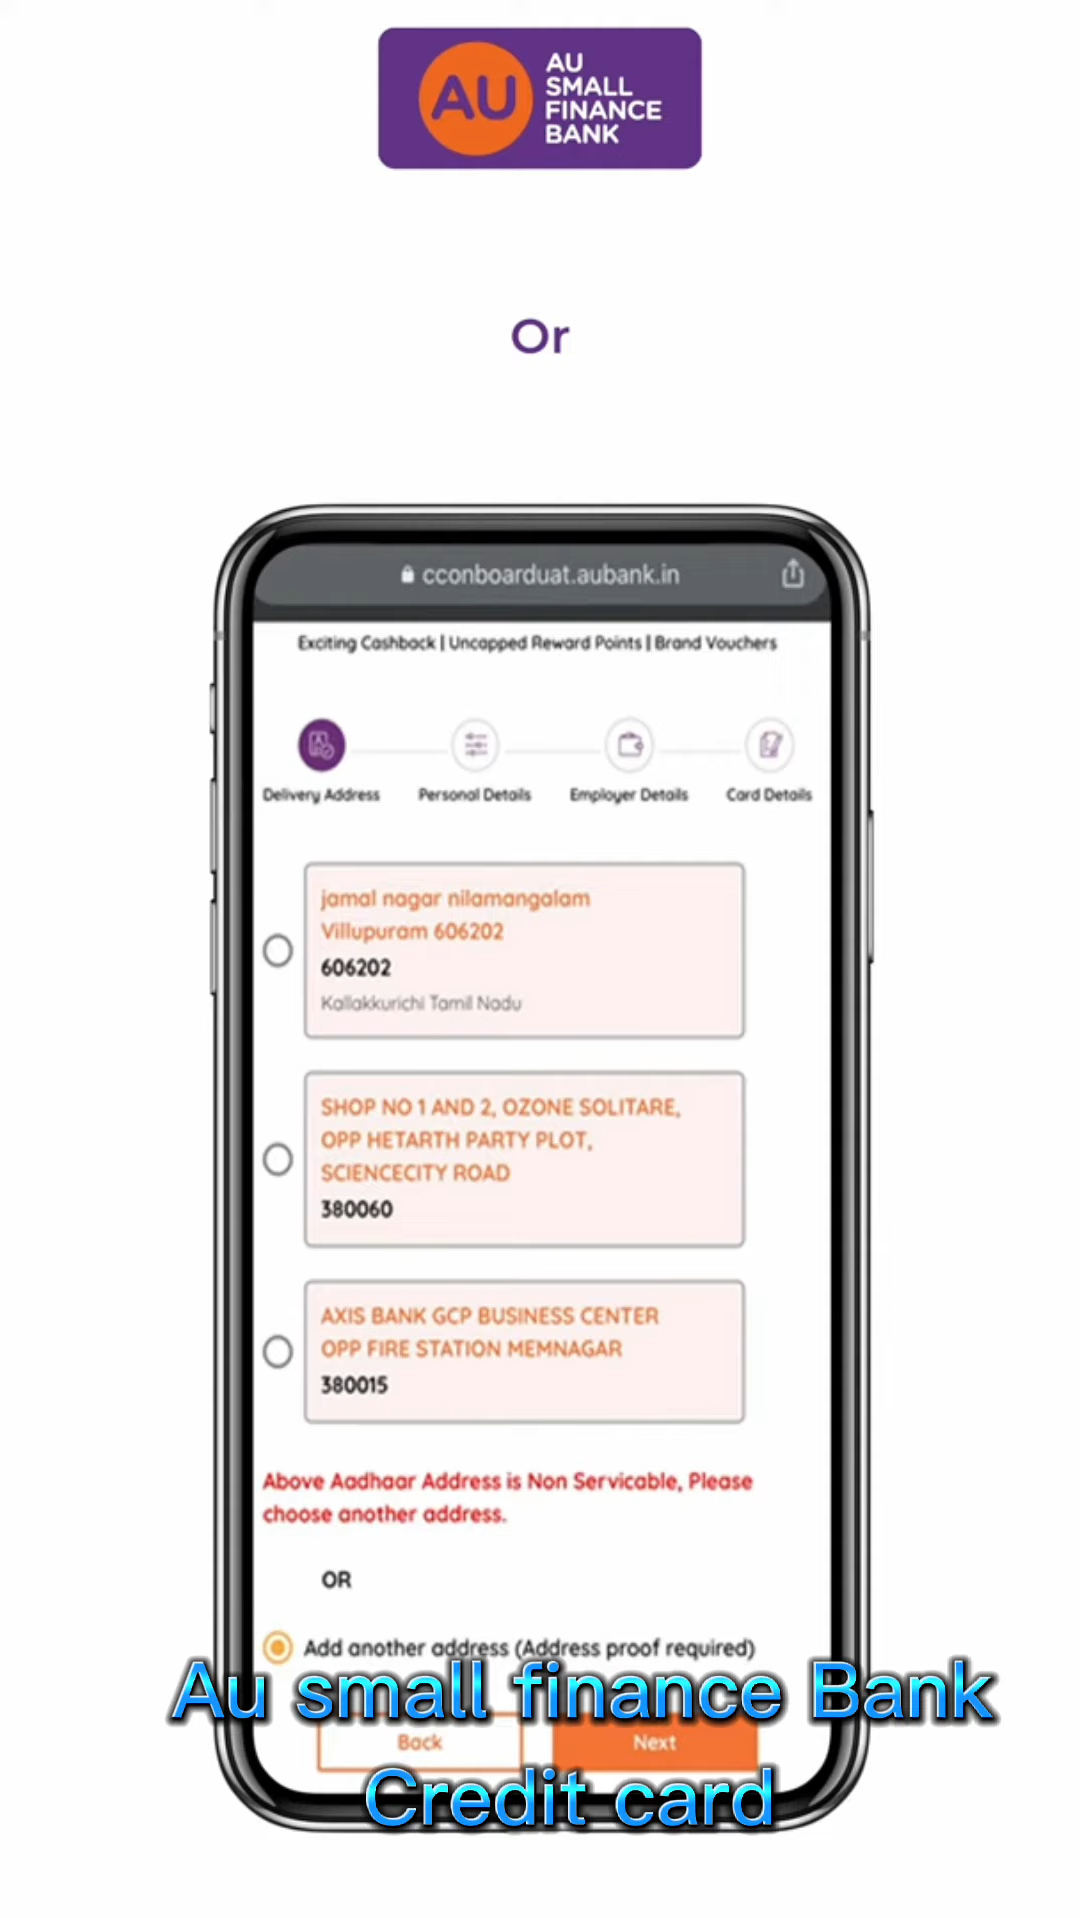 AU
AU
SMALL
FINANCE
BANK
Or
cconboarduat.aubank.in
Exciting Cashback | Uncapped Reward Points | Brand Vouchers
Delivery Address Personal Details Employer Details Card Details
jamal nagar nilamangalam
Villupuram 606202
606202
Kallakkurichi Tamil Nadu
SHOP NO 1 AND 2, OZONE SOLITARE,
OPP HETARTH PARTY PLOT,
SCIENCECITY ROAD
380060
AXIS BANK GCP BUSINESS CENTER
OPP FIRE STATION MEMNAGAR
380015
Above Aadhaar Address is Non Servicable, Please
choose another address.
OR
Add another address (Address proof required)
Au small finance Bank
Back Next
Credit card